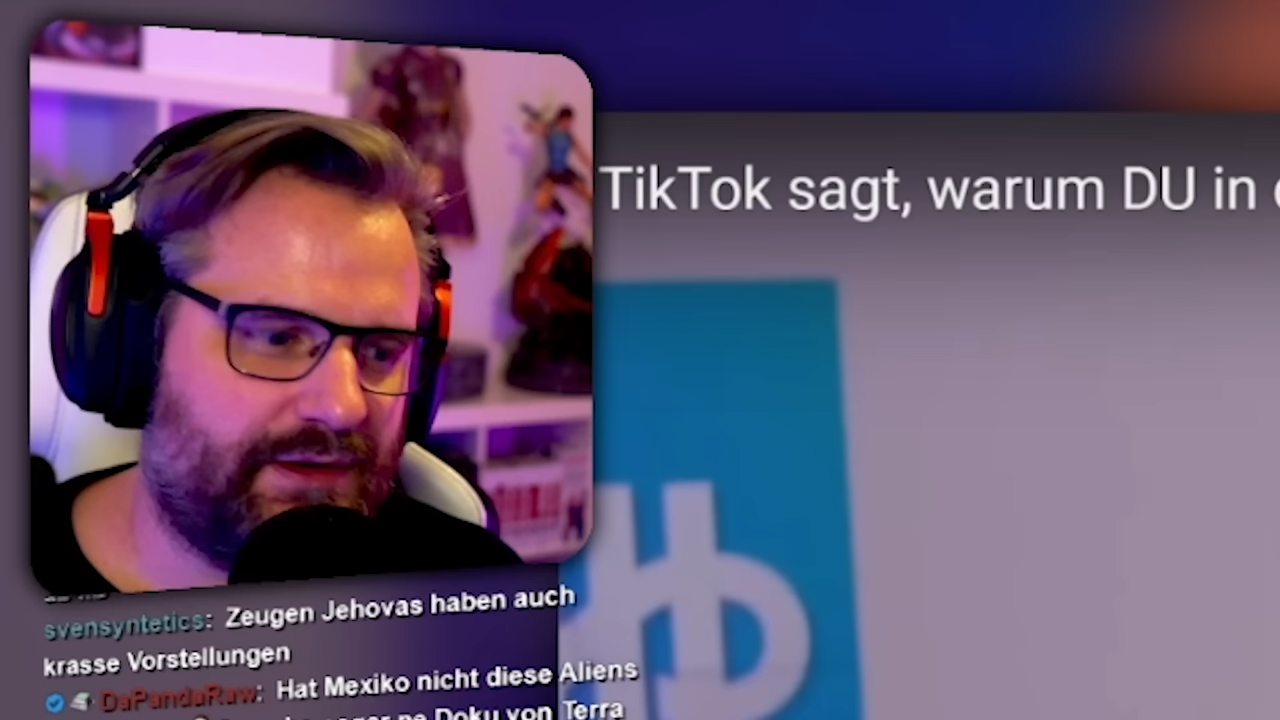 TikTok sagt, warum DU in
svensyntetics: Zeugen Jehovas haben auch
krasse Vorstellungen
DaPandaRaw: Hat Mexiko nicht diese Aliens
ne Doku von Terra